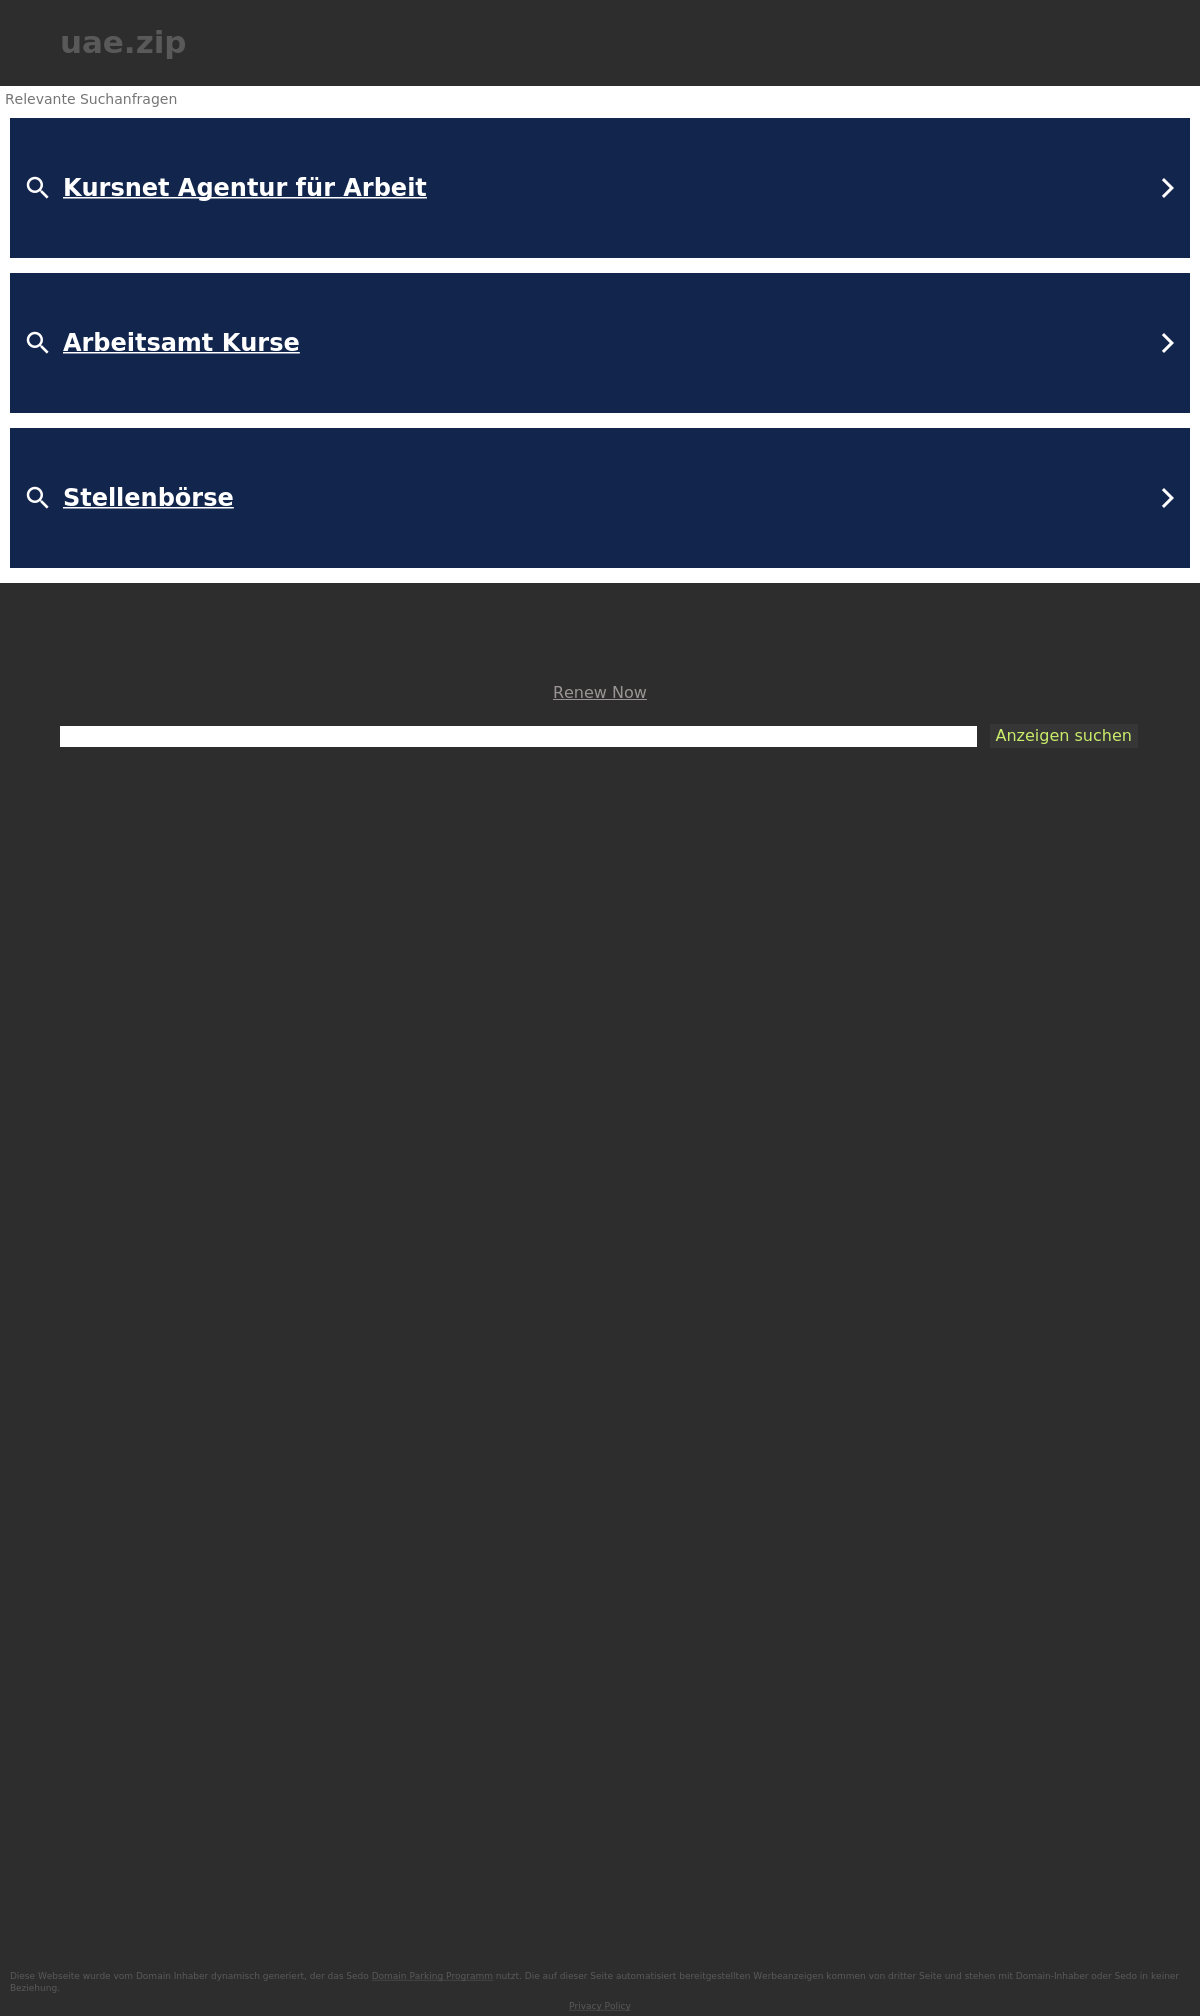 uae.zip
Relevante Suchanfragen
Kursnet Agentur für Arbeit
Arbeitsamt Kurse
Stellenbörse
Renew Now
Anzeigen suchen
Diese Webseite wurde vom Domain Inhaber dynamisch generiert, der das Sedo Domain Parking Programm nutzt. Die auf dieser Seite automatisiert bereitgestellten Werbeanzeigen kommen von dritter Seite und stehen mit Domain-Inhaber oder Sedo in keiner
Beziehung.
Privacy Policy